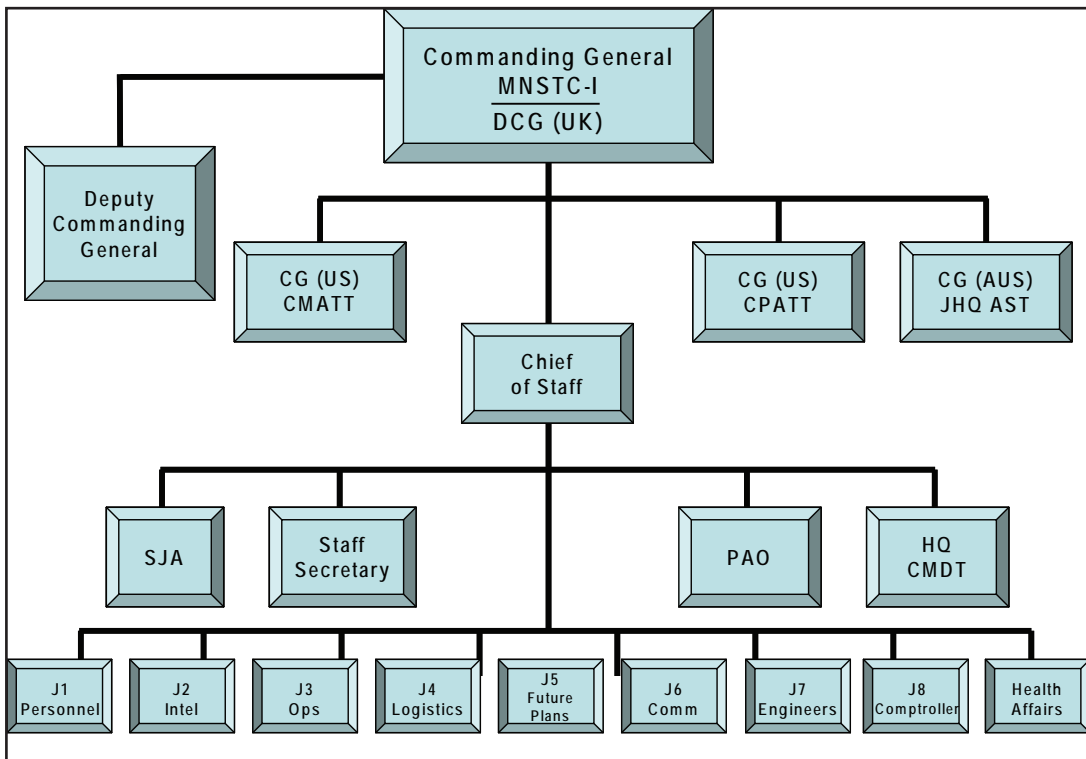 Commanding General
MNSTC-I
DCG (UK)
Deputy
Commanding
General
CG (US)
CMATT
CG (US)
CPATT
CG (AUS)
JHQ AST
Chief
of Staff
SJA
Staff
Secretary
PAO
HQ
CMDT
J1
Personnel
J2
Intel
J3
Ops
J4
Logistics
J5
Future
Plans
J6
Comm
J7
Engineers
J8
Comptroller
Health
Affairs